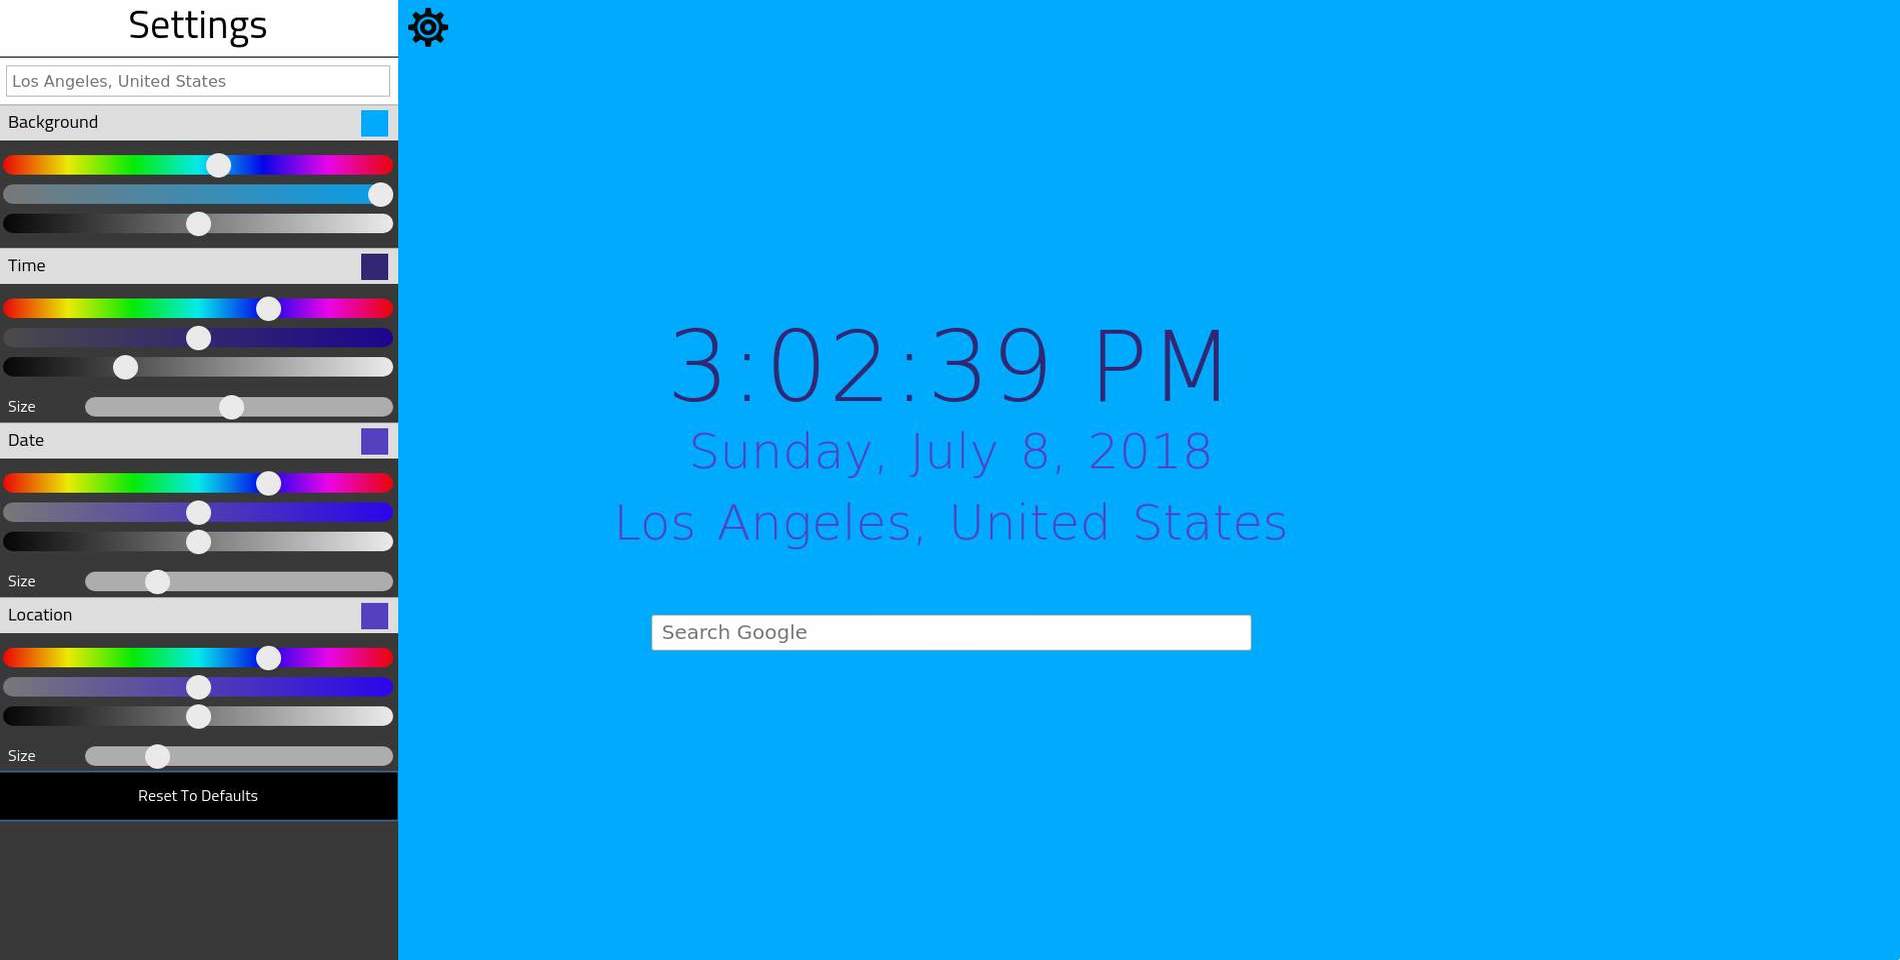 Settings
Los Angeles, United States
Background
Time
Size
Date
Size
Location
Size
Reset To Defaults
3:02:39 PM
Sunday, July 8, 2018
Los Angeles, United States
Search Google